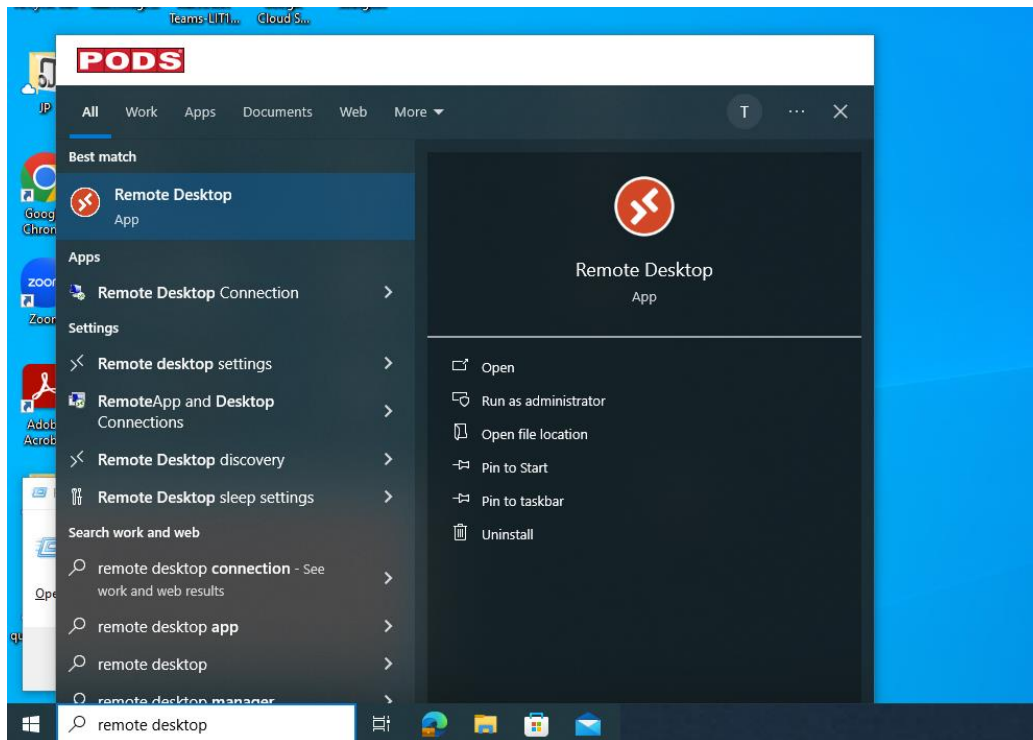 Teams-LIT1... Cloud S...
PODS
JP
All Work Apps Documents Web More
T ...
Best match
Remote Desktop
App
Apps
Remote Desktop Connection
Settings
Remote desktop settings
RemoteApp and Desktop
Connections
Remote Desktop discovery
Remote Desktop sleep settings
Search work and web
remote desktop connection - See
work and web results
remote desktop app
remote desktop
remote desktop manager
Remote Desktop
App
Open
Run as administrator
Open file location
Pin to Start
Pin to taskbar
Uninstall
Goog
Chron
zoom
Zoom
Adob
Acrob
Ope
remote desktop